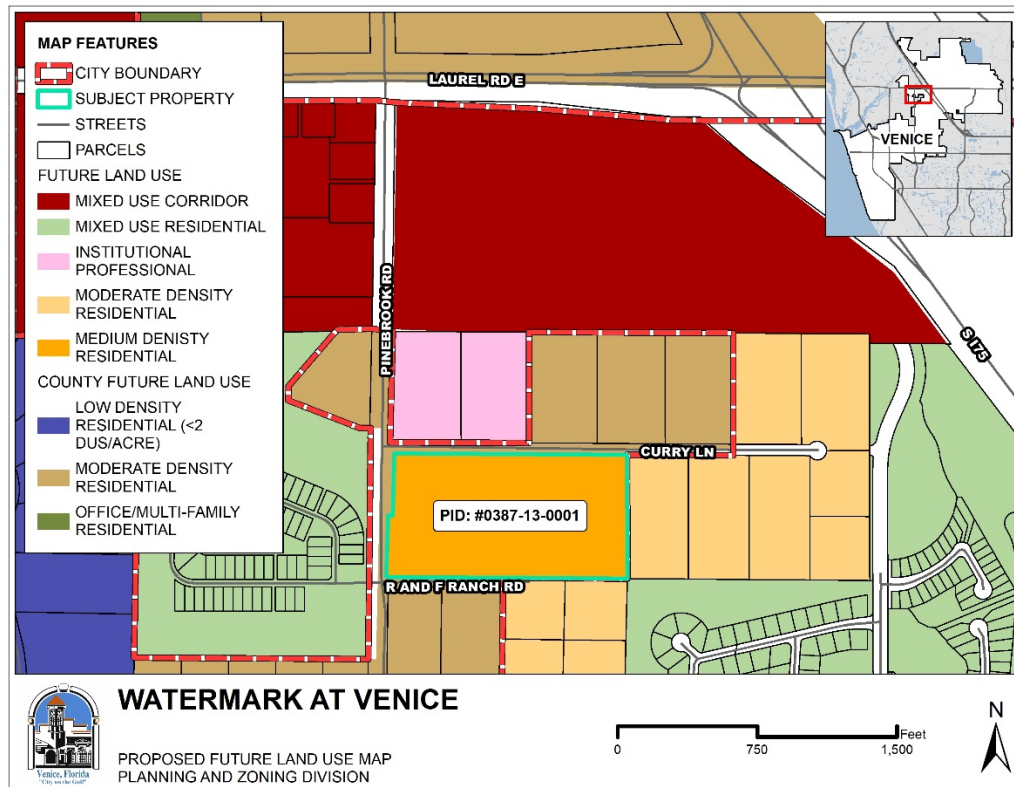 MAP FEATURES
CITY BOUNDARY
SUBJECT PROPERTY
STREETS
PARCELS
FUTURE LAND USE
MIXED USE CORRIDOR
MIXED USE RESIDENTIAL
INSTITUTIONAL
PROFESSIONAL
MODERATE DENSITY
RESIDENTIAL
MEDIUM DENISTY
RESIDENTIAL
COUNTY FUTURE LAND USE
LOW DENSITY
RESIDENTIAL (<2
DUS/ACRE)
MODERATE DENSITY
RESIDENTIAL
OFFICE/MULTI-FAMILY
RESIDENTIAL
LAUREL RD E
VENICE
PINEBROOK RD
S I75
CURRY LN
PID: #0387-13-0001
R AND F RANCH RD
WATERMARK AT VENICE
PROPOSED FUTURE LAND USE MAP
PLANNING AND ZONING DIVISION
Venice, Florida
"City on the Gulf"
Feet
0 750 1,500
N